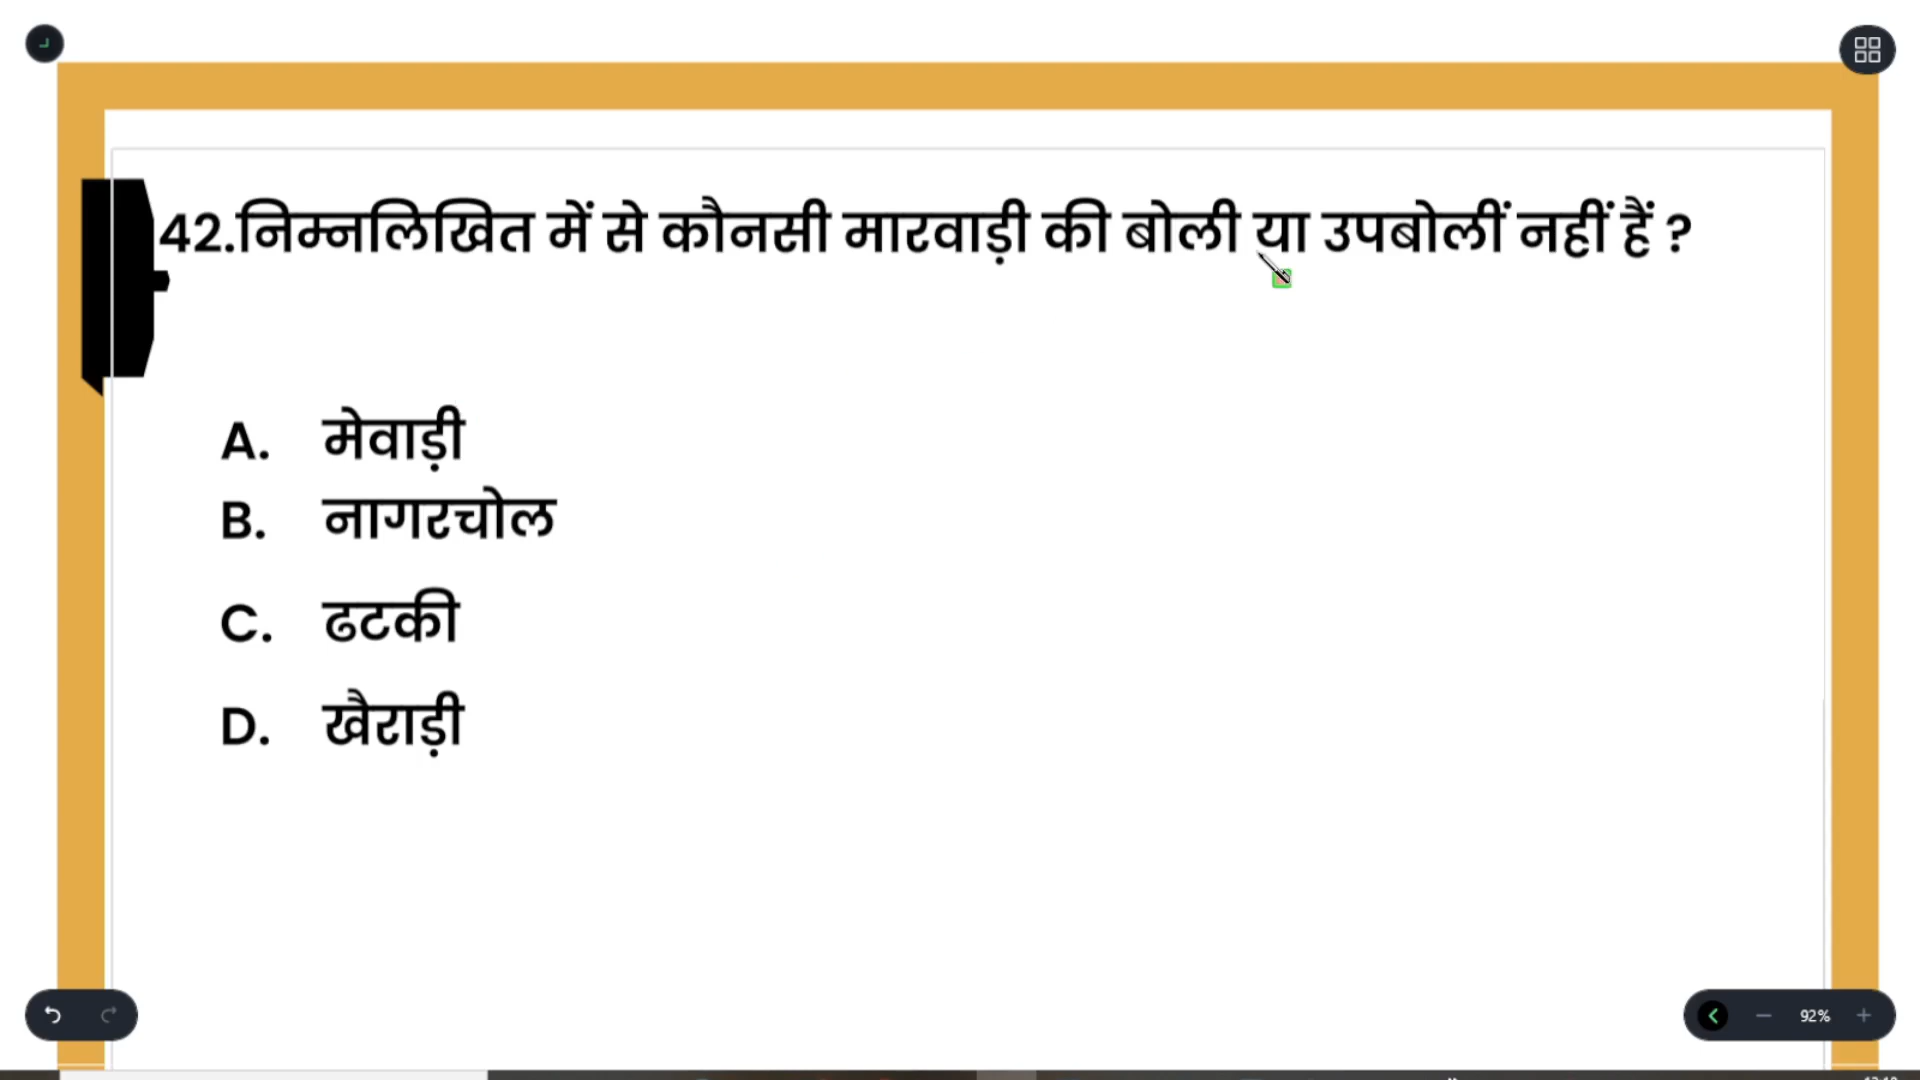 42.निम्नलिखित में से कौनसी मारवाड़ी की बोली या उपबोलीं नहीं हैं ?
A. मेवाड़ी
B. नागरचोल
C. ढटकी
D. खैराड़ी
92%